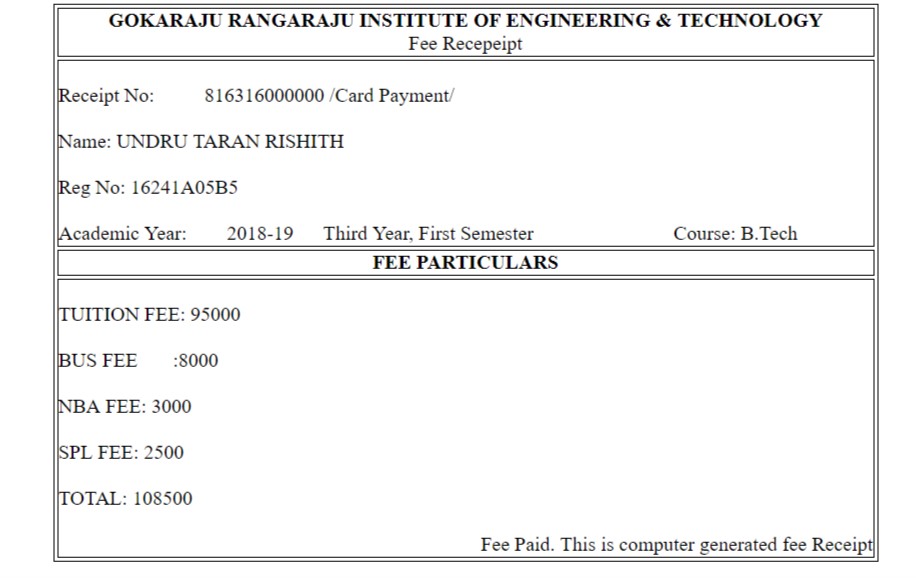 GOKARAJU RANGARAJU INSTITUTE OF ENGINEERING & TECHNOLOGY
Fee Recepeipt
Receipt No: 816316000000 /Card Payment/
Name: UNDRU TARAN RISHITH
Reg No: 16241A05B5
Academic Year: 2018-19 Third Year, First Semester Course: B.Tech
FEE PARTICULARS
TUITION FEE: 95000
BUS FEE :8000
NBA FEE: 3000
SPL FEE: 2500
TOTAL: 108500
Fee Paid. This is computer generated fee Receipt